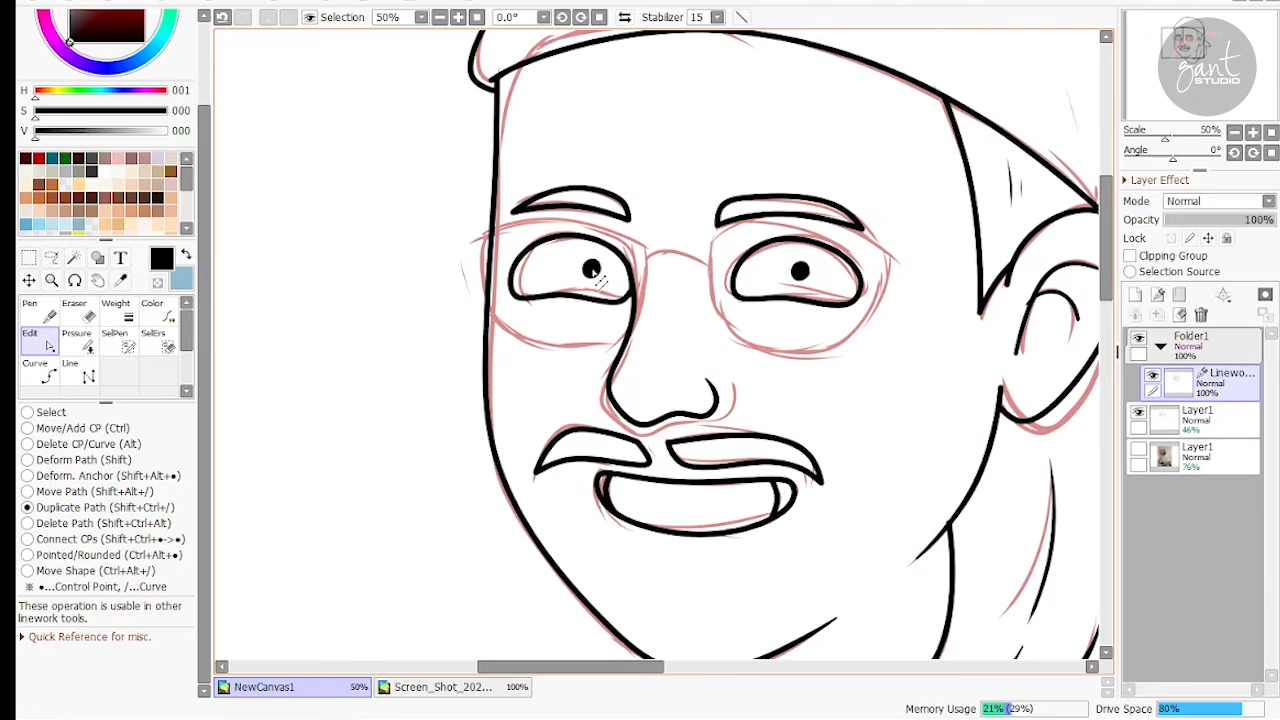 Selection 50% 0.0° Stabilizer 15
gant
STUDIO
H 001
S 000
V 000
Scale 50%
Angle 0°
Layer Effect
Mode Normal
Opacity 100%
Lock
Clipping Group
Selection Source
T
Pen Eraser Weight Color
Edit Prssure SelPen SelErs
Curve Line
Folder1
Normal
100%
Linewo...
Normal
100%
Layer1
Normal
46%
Layer1
Normal
76%
Select
Move/Add CP (Ctrl)
Delete CP/Curve (Alt)
Deform Path (Shift)
Deform. Anchor (Shift+Alt+●)
Move Path (Shift+Alt+/)
Duplicate Path (Shift+Ctrl+/)
Delete Path (Shift+Ctrl+Alt)
Connect CPs (Shift+Ctrl+●->●)
Pointed/Rounded (Ctrl+Alt+●)
Move Shape (Ctrl+Alt+/)
※ ●...Control Point, /...Curve
These operation is usable in other
linework tools.
Quick Reference for misc.
NewCanvas1 50% Screen_Shot_202... 100%
Memory Usage 21% (29%) Drive Space 80%